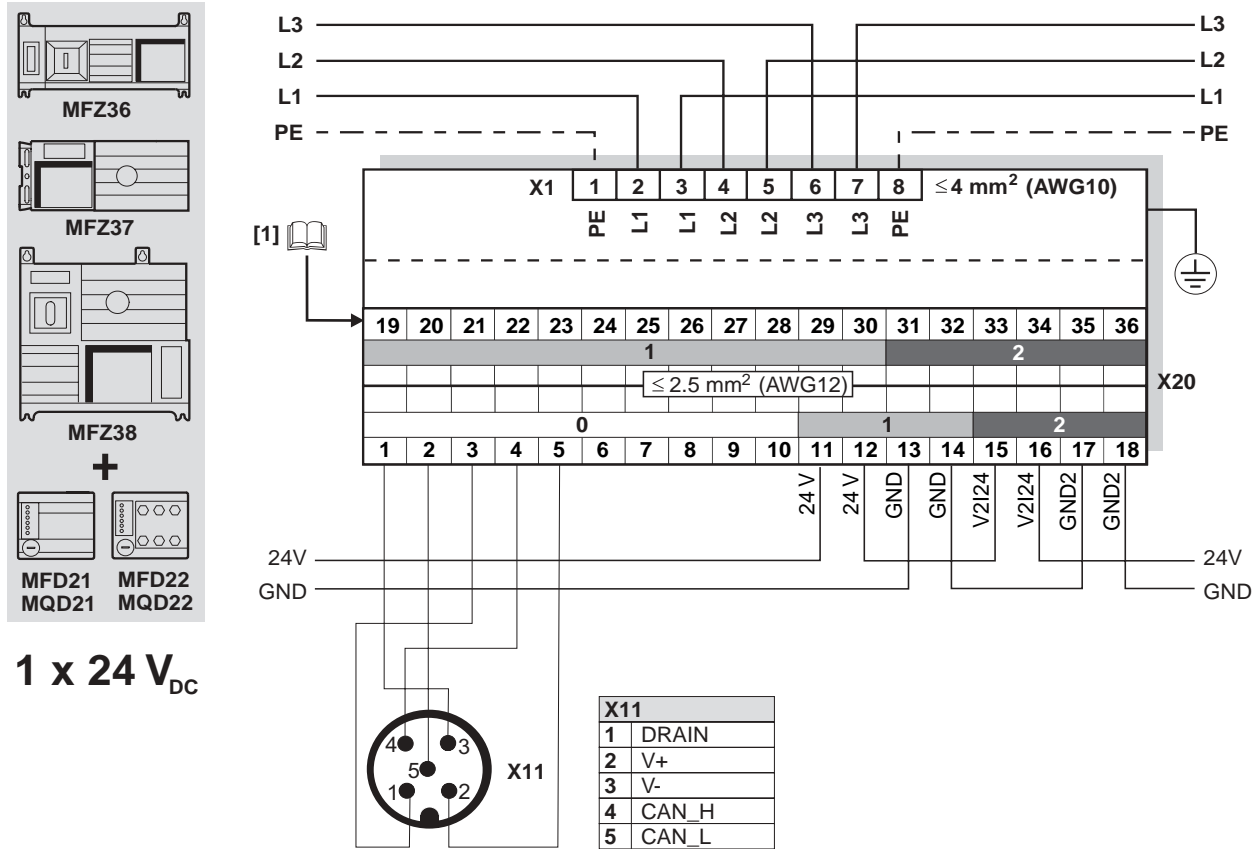 MFZ36
MFZ37
MFZ38
+
MFD21 MFD22
MQD21 MQD22
1 x 24 V DC
L3 L3
L2 L2
L1 L1
PE PE
X1 1 2 3 4 5 6 7 8 ≤4 mm² (AWG10)
PE L1 L1 L2 L2 L3 L3 PE
[1]
19 20 21 22 23 24 25 26 27 28 29 30 31 32 33 34 35 36
1 2
≤ 2.5 mm² (AWG12)
X20
0 1 2
1 2 3 4 5 6 7 8 9 10 11 12 13 14 15 16 17 18
24 V 24 V GND GND V2I24 V2I24 GND2 GND2
24V 24V
GND GND
4 3
5
1 2
X11
X11
1 DRAIN
2 V+
3 V-
4 CAN_H
5 CAN_L